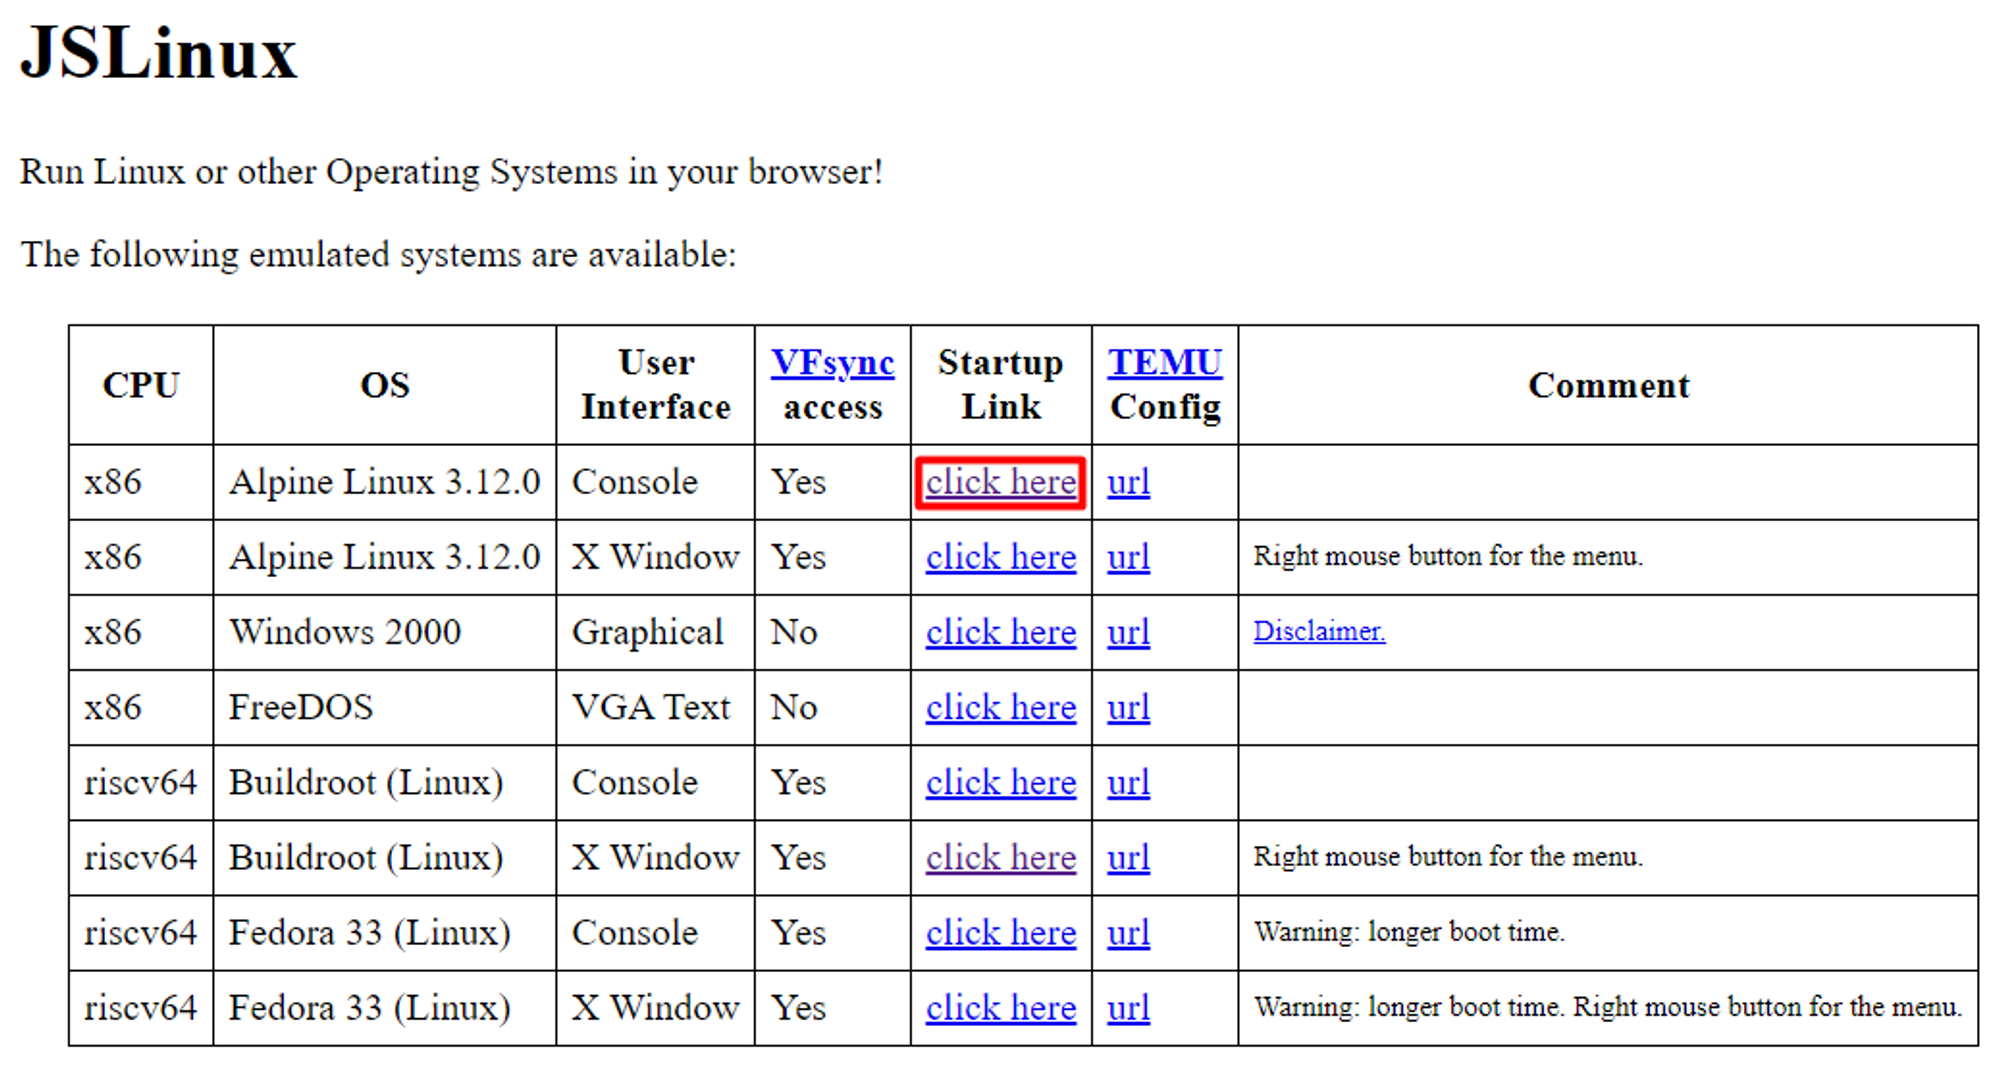 JSLinux
Run Linux or other Operating Systems in your browser!
The following emulated systems are available:
CPU OS User Interface VFsync access Startup Link TEMU Config Comment
x86 Alpine Linux 3.12.0 Console Yes click here url
x86 Alpine Linux 3.12.0 X Window Yes click here url Right mouse button for the menu.
x86 Windows 2000 Graphical No click here url Disclaimer.
x86 FreeDOS VGA Text No click here url
riscv64 Buildroot (Linux) Console Yes click here url
riscv64 Buildroot (Linux) X Window Yes click here url Right mouse button for the menu.
riscv64 Fedora 33 (Linux) Console Yes click here url Warning: longer boot time.
riscv64 Fedora 33 (Linux) X Window Yes click here url Warning: longer boot time. Right mouse button for the menu.